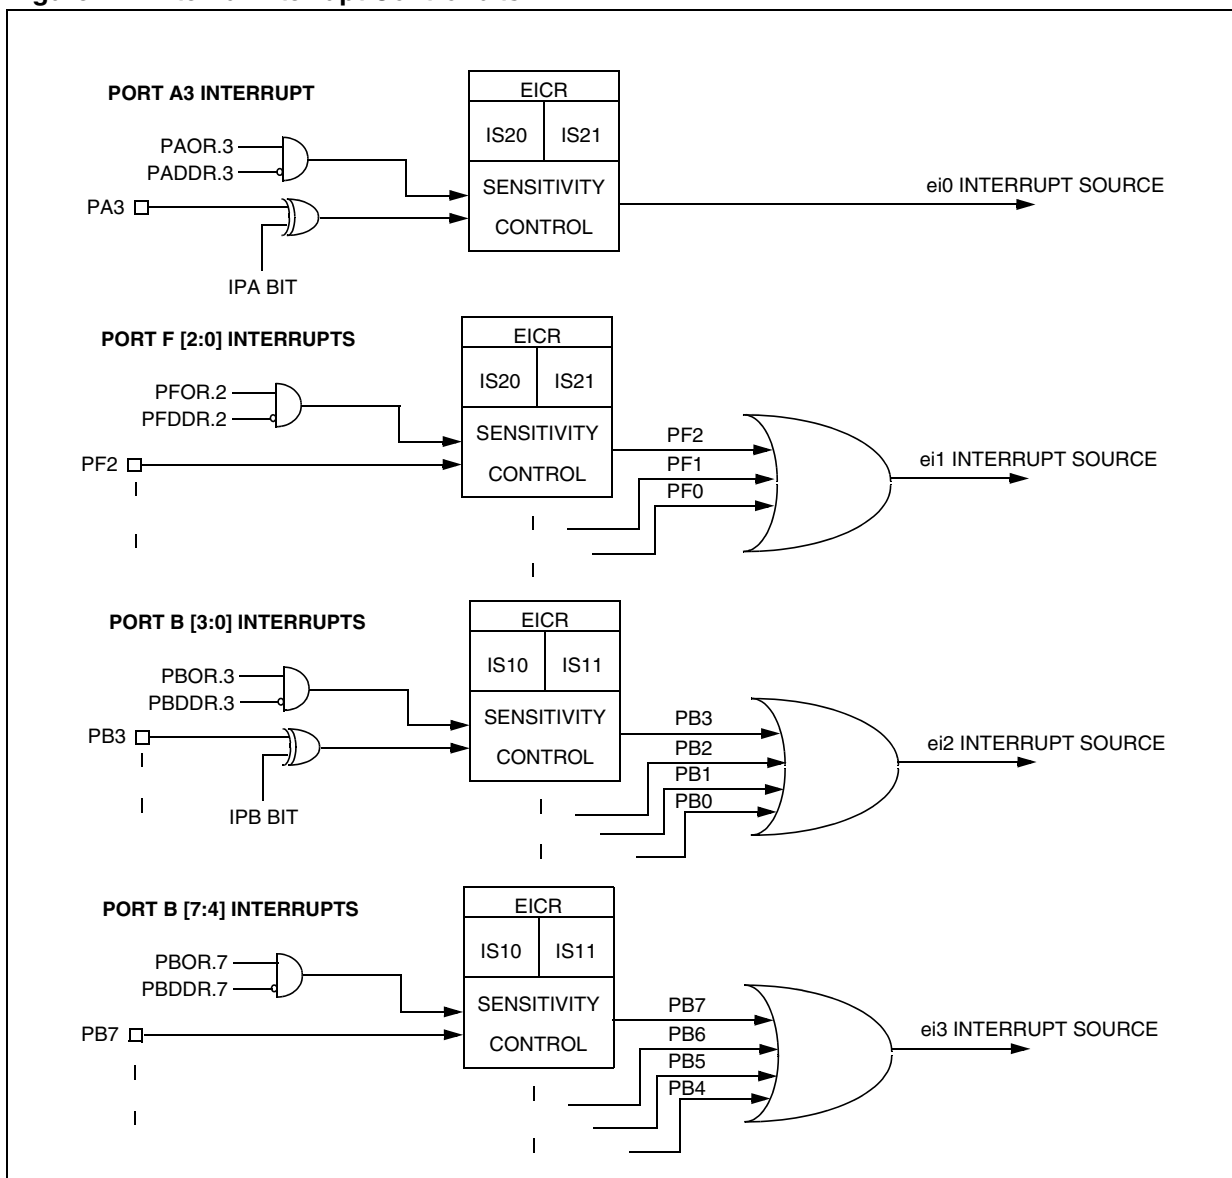 PORT A3 INTERRUPT
EICR
IS20 IS21
PAOR.3
PADDR.3
SENSITIVITY
CONTROL
PA3
IPA BIT
ei0 INTERRUPT SOURCE
PORT F [2:0] INTERRUPTS
EICR
IS20 IS21
PFOR.2
PFDDR.2
SENSITIVITY
CONTROL
PF2
PF2
PF1
PF0
ei1 INTERRUPT SOURCE
PORT B [3:0] INTERRUPTS
EICR
IS10 IS11
PBOR.3
PBDDR.3
SENSITIVITY
CONTROL
PB3
IPB BIT
PB3
PB2
PB1
PB0
ei2 INTERRUPT SOURCE
PORT B [7:4] INTERRUPTS
EICR
IS10 IS11
PBOR.7
PBDDR.7
SENSITIVITY
CONTROL
PB7
PB7
PB6
PB5
PB4
ei3 INTERRUPT SOURCE